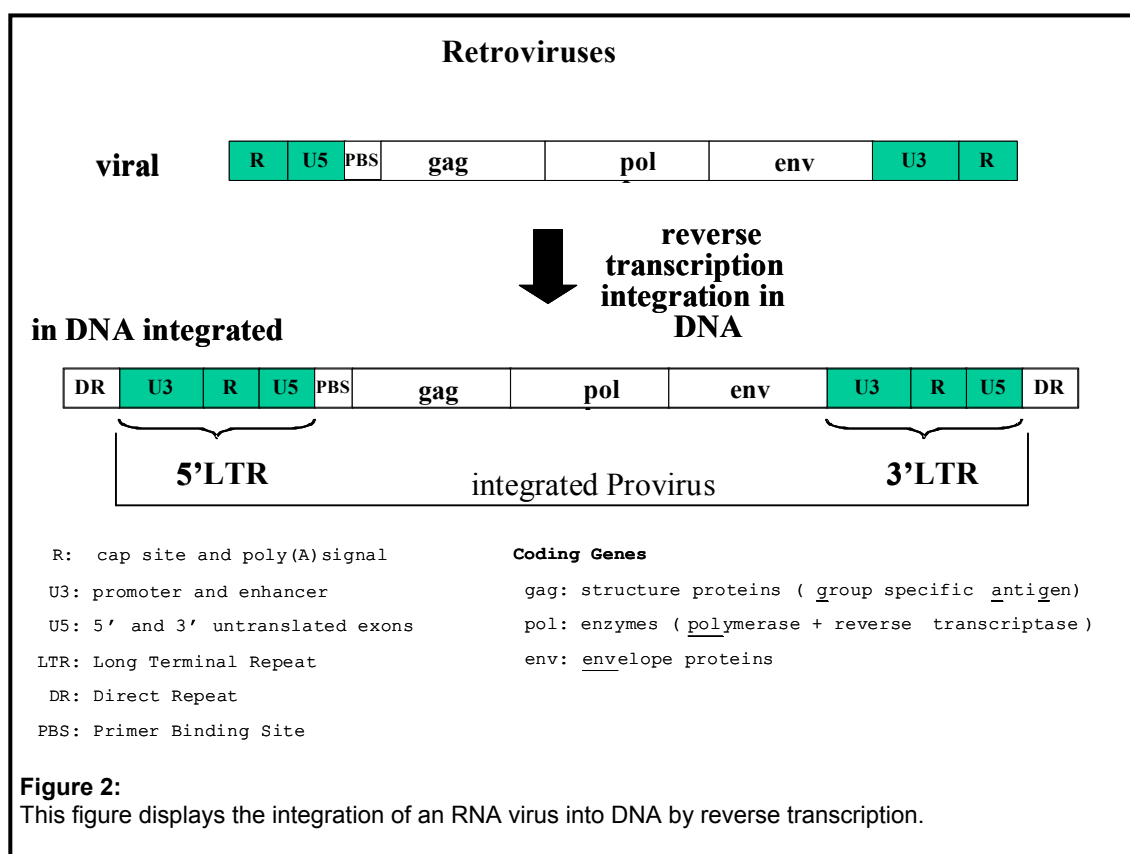 Retroviruses
viral
R U5 PBS gag pol env U3 R
reverse
transcription
integration in
DNA
in DNA integrated
DR U3 R U5 PBS gag pol env U3 R U5 DR
5’LTR integrated Provirus 3’LTR
R: cap site and poly(A)signal
U3: promoter and enhancer
U5: 5’ and 3’ untranslated exons
LTR: Long Terminal Repeat
DR: Direct Repeat
PBS: Primer Binding Site
Coding Genes
gag: structure proteins ( group specific antigen)
pol: enzymes ( polymerase + reverse transcriptase )
env: envelope proteins
Figure 2:
This figure displays the integration of an RNA virus into DNA by reverse transcription.